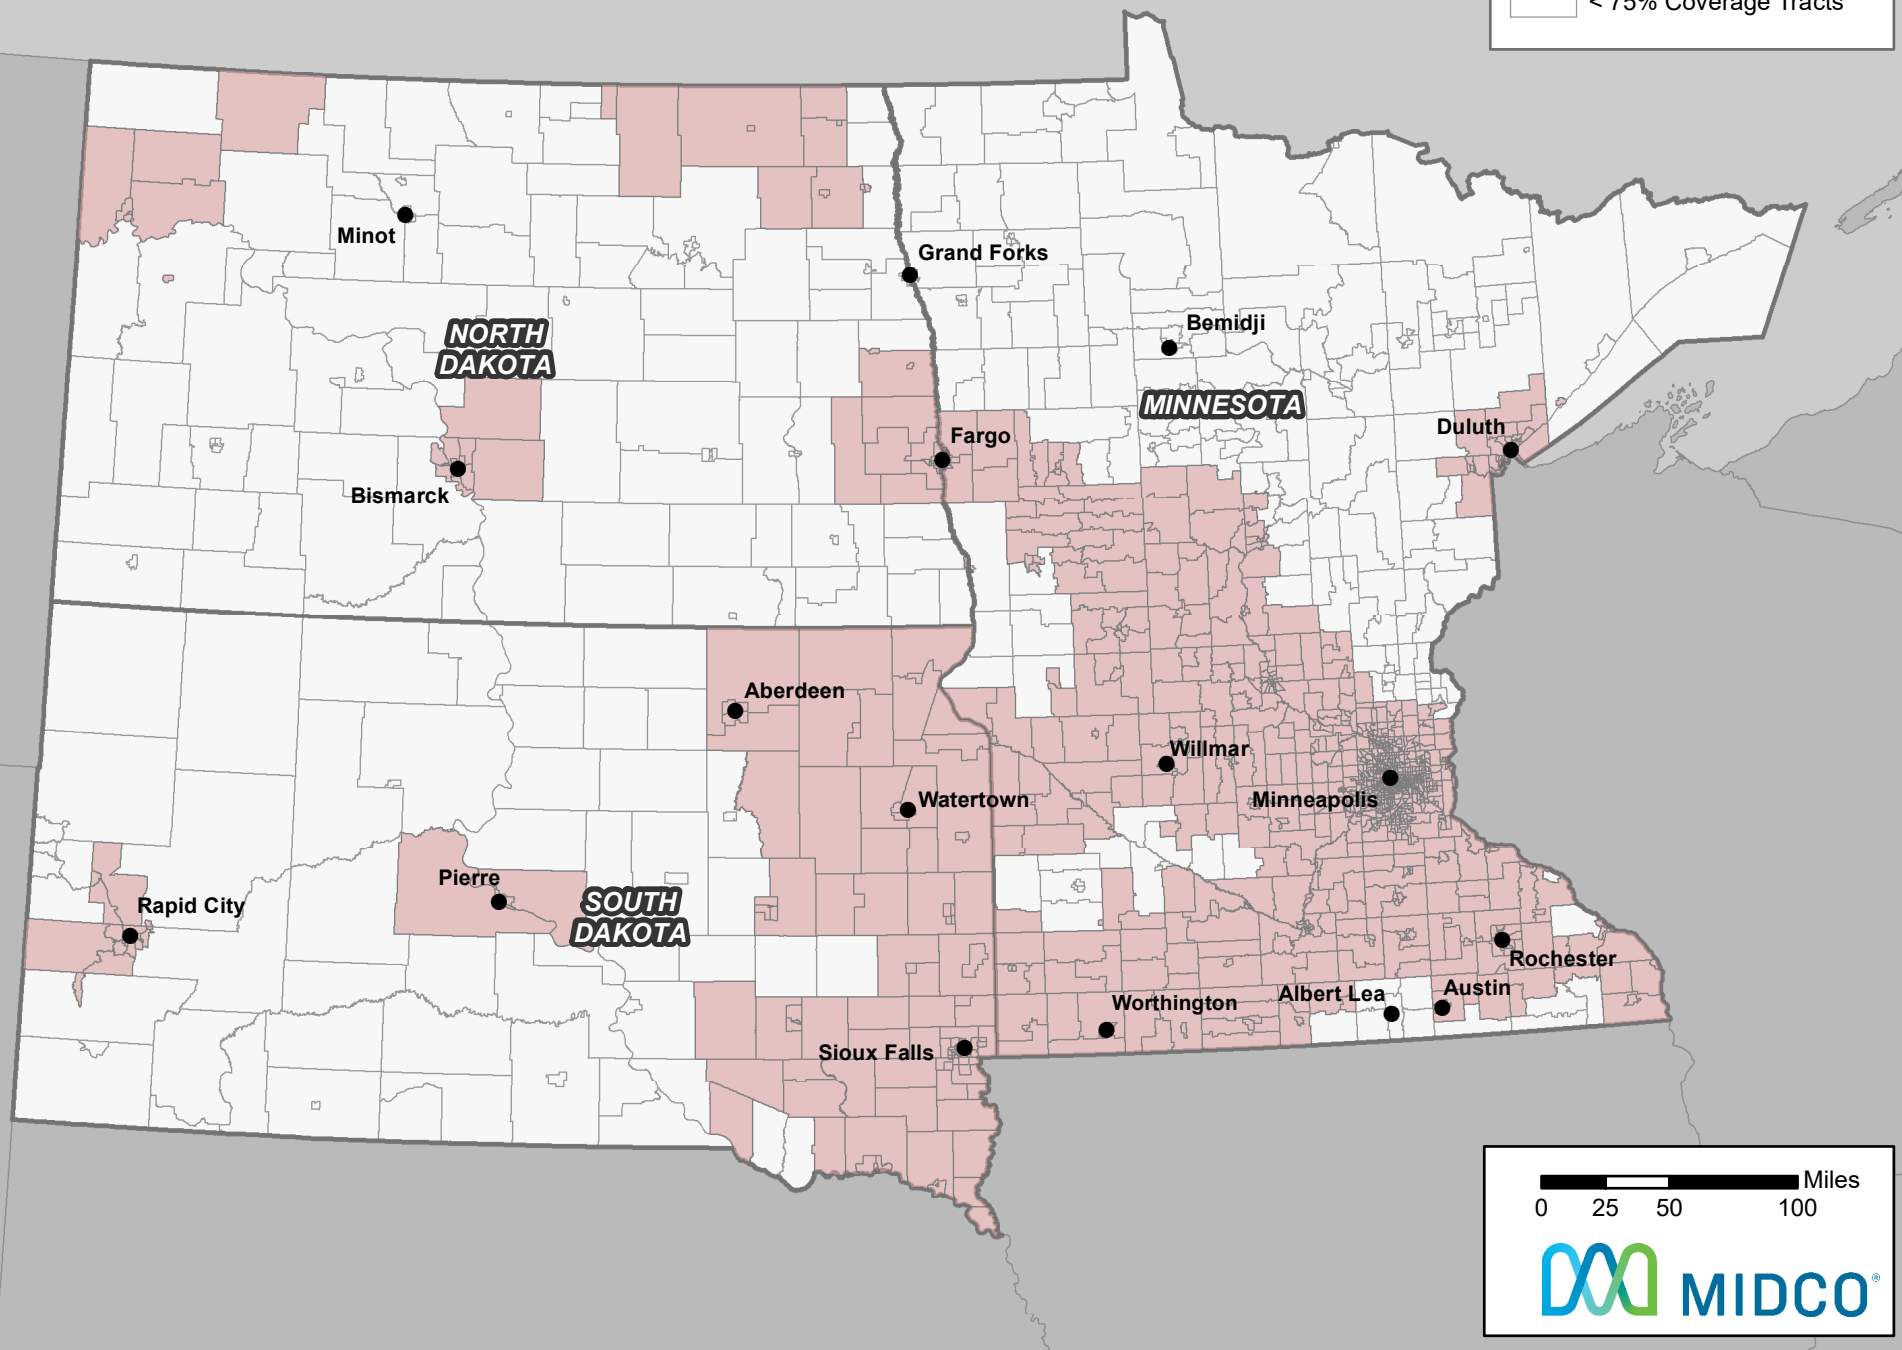 < 75% Coverage Tracts
Minot
Grand Forks
NORTH
DAKOTA
Bemidji
MINNESOTA
Fargo
Duluth
Bismarck
Aberdeen
Willmar
Watertown
Minneapolis
Pierre
SOUTH
DAKOTA
Rapid City
Rochester
Worthington
Albert Lea
Austin
Sioux Falls
Miles
0 25 50 100
MIDCO®